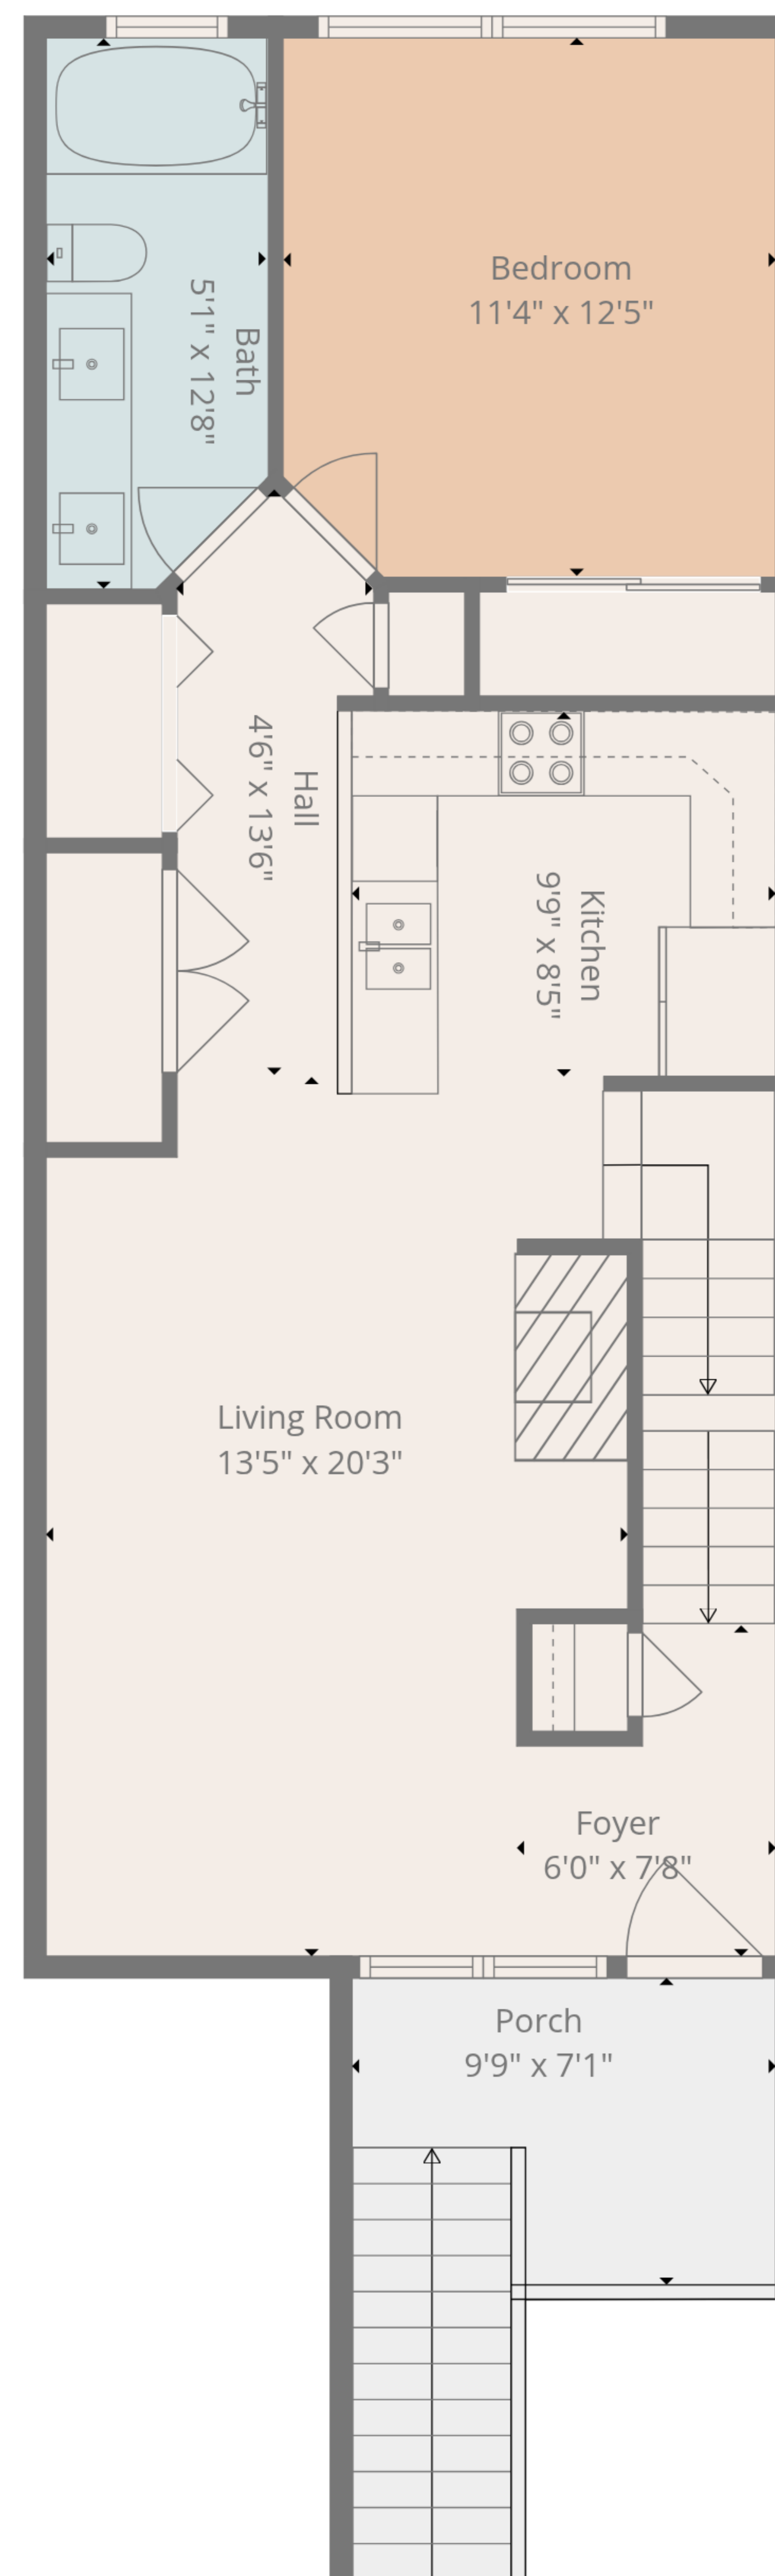 Bedroom
11'4" x 12'5"
Bath
5'1" x 12'8"
Hall
4'6" x 13'6"
Kitchen
9'9" x 8'5"
Living Room
13'5" x 20'3"
Foyer
6'0" x 7'8"
Porch
9'9" x 7'1"